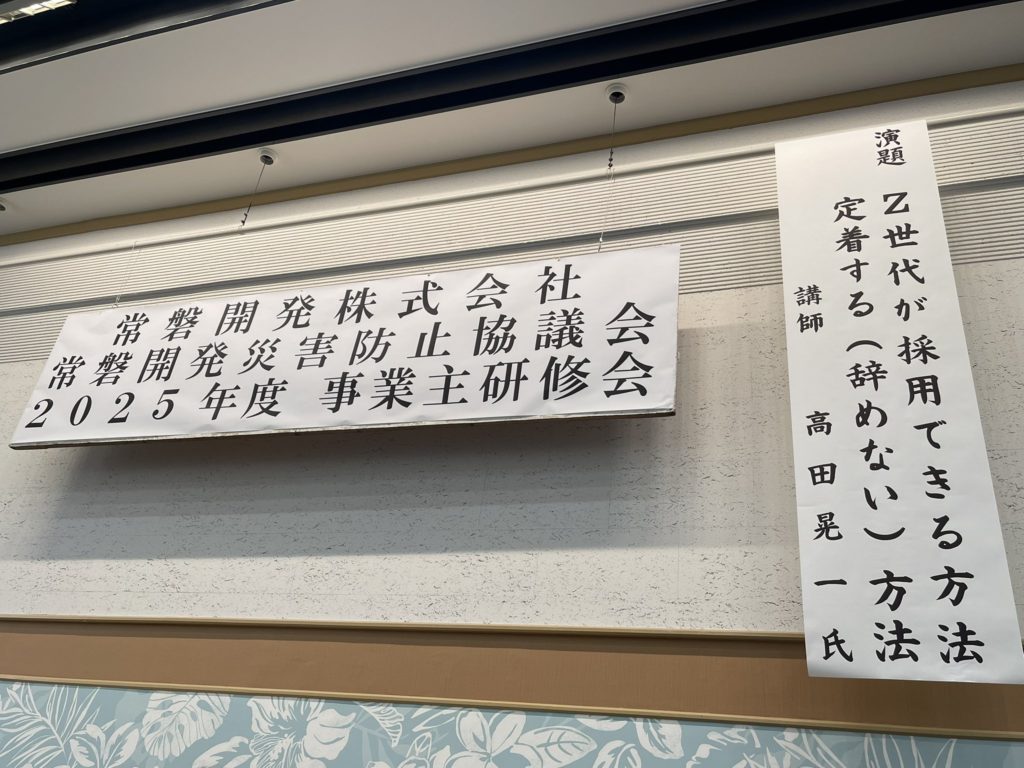 常磐開発株式会社
常磐開発災害防止協議会
2025年度 事業主研修会
演題
Z世代が採用できる方法
定着する(辞めない)方法
講師 高田晃一氏